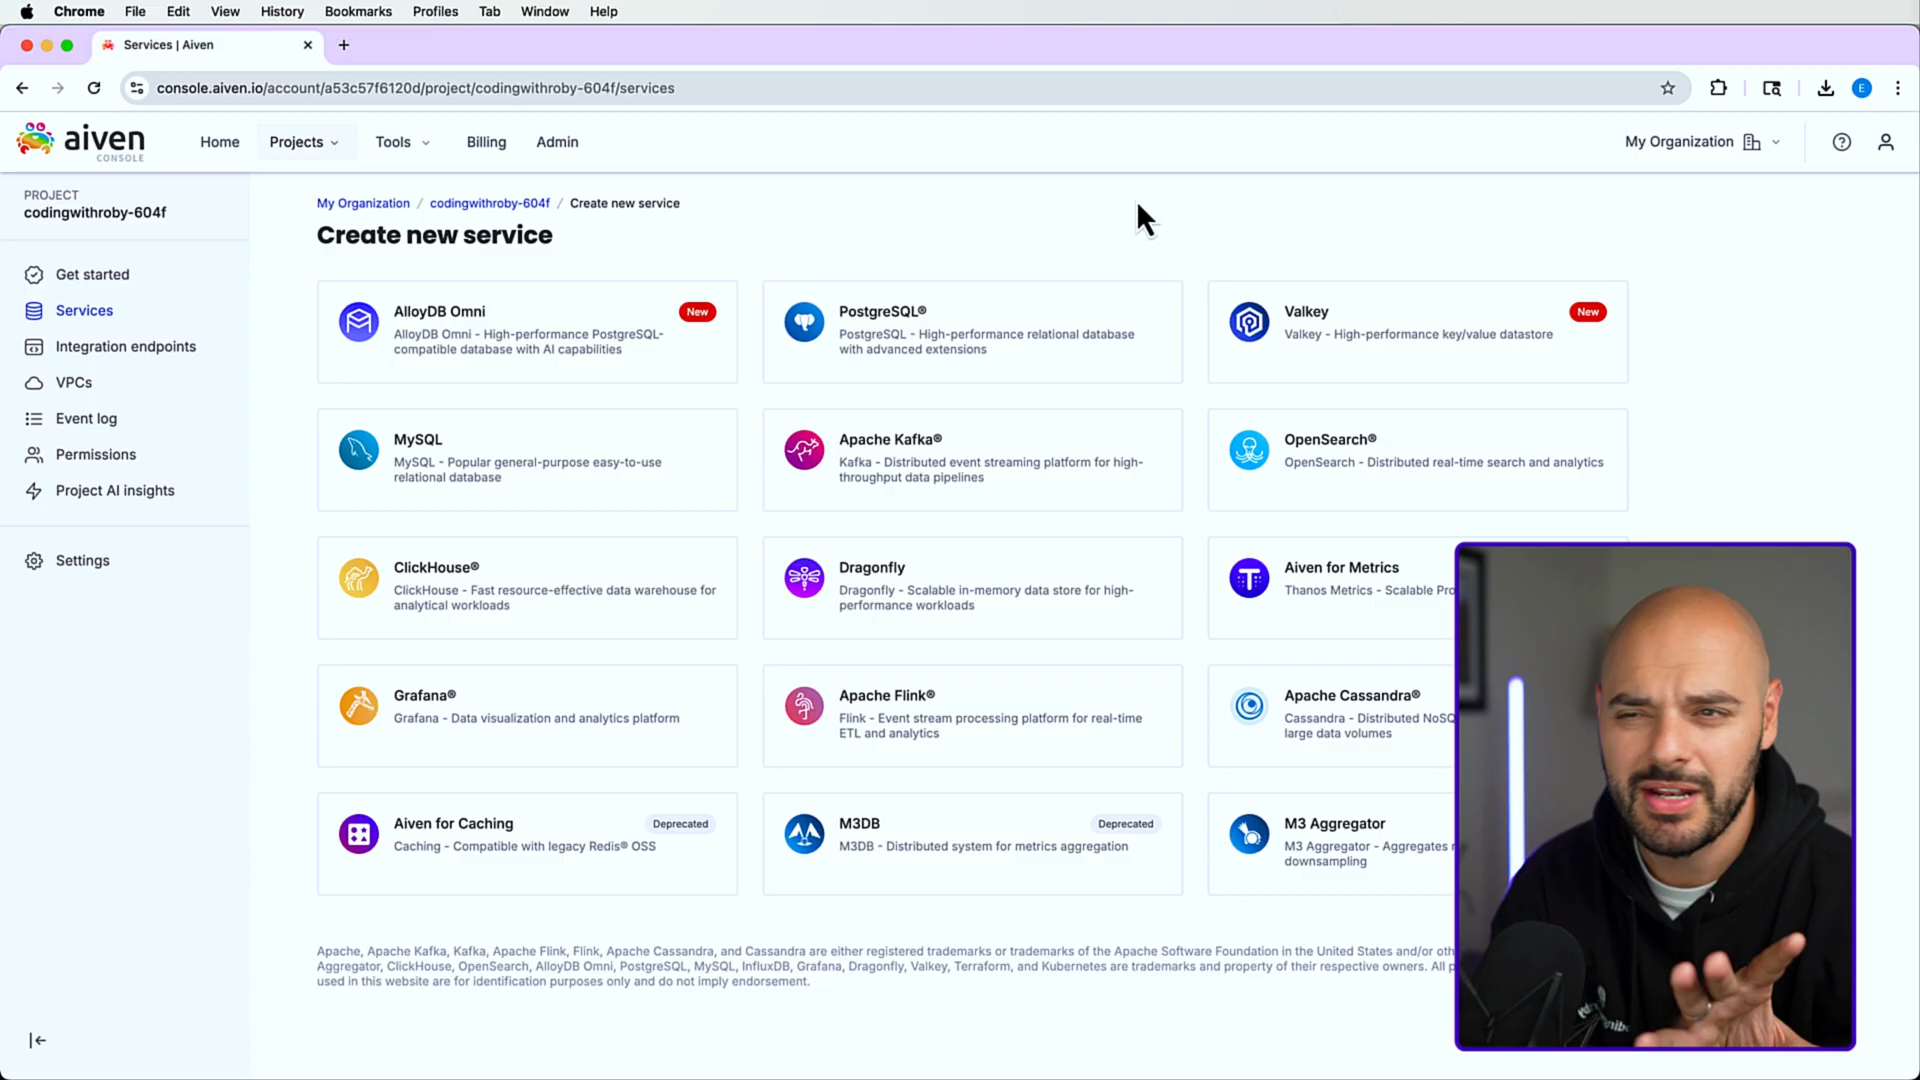 Chrome File Edit View History Bookmarks Profiles Tab Window Help
Services | Aiven
console.aiven.io/account/a53c57f6120d/project/codingwithroby-604f/services
E
aiven
CONSOLE
Home Projects Tools Billing Admin
My Organization
PROJECT
codingwithroby-604f
Get started
Services
Integration endpoints
VPCs
Event log
Permissions
Project AI insights
Settings
My Organization / codingwithroby-604f / Create new service
Create new service
AlloyDB Omni
New
AlloyDB Omni - High-performance PostgreSQL-
compatible database with AI capabilities
PostgreSQL®
PostgreSQL - High-performance relational database
with advanced extensions
Valkey
New
Valkey - High-performance key/value datastore
MySQL
MySQL - Popular general-purpose easy-to-use
relational database
Apache Kafka®
Kafka - Distributed event streaming platform for high-
throughput data pipelines
OpenSearch®
OpenSearch - Distributed real-time search and analytics
ClickHouse®
ClickHouse - Fast resource-effective data warehouse for
analytical workloads
Dragonfly
Dragonfly - Scalable in-memory data store for high-
performance workloads
Aiven for Metrics
Thanos Metrics - Scalable
Grafana®
Grafana - Data visualization and analytics platform
Apache Flink®
Flink - Event stream processing platform for real-time
ETL and analytics
Apache Cassandra®
Cassandra - Distributed NoSQ
large data volumes
Aiven for Caching
Deprecated
Caching - Compatible with legacy Redis® OSS
M3DB
Deprecated
M3DB - Distributed system for metrics aggregation
M3 Aggregator
M3 Aggregator - Aggregates
downsampling
Apache, Apache Kafka, Kafka, Apache Flink, Flink, Apache Cassandra, and Cassandra are either registered trademarks or trademarks of the Apache Software Foundation in the United States and/or
Aggregator, ClickHouse, OpenSearch, AlloyDB Omni, PostgreSQL, MySQL, InfluxDB, Grafana, Dragonfly, Valkey, Terraform, and Kubernetes are trademarks and property of their respective owners. All
used in this website are for identification purposes only and do not imply endorsement.